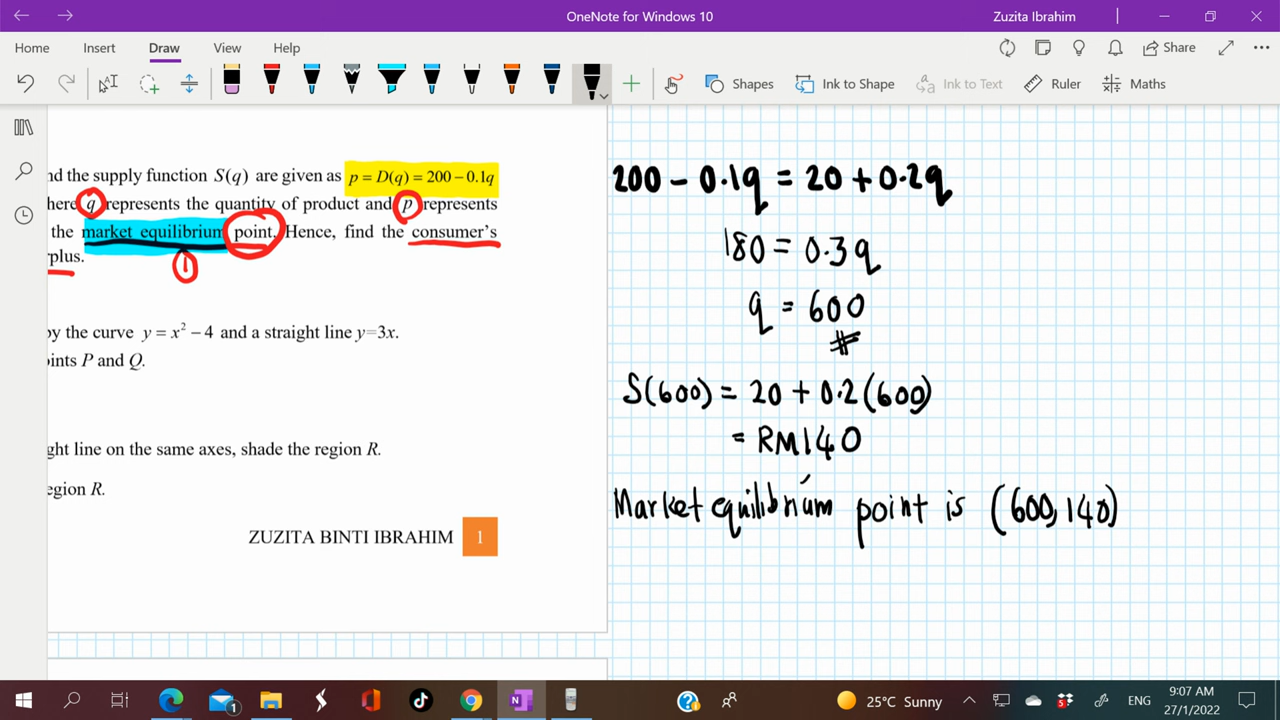 OneNote for Windows 10
Zuzita Ibrahim
Home Insert Draw View Help
Share
Shapes Ink to Shape Ink to Text Ruler Maths
nd the supply function S(q) are given as p = D(q) = 200 − 0.1q
here q represents the quantity of product and p represents
the market equilibrium point. Hence, find the consumer's
rplus.
1
by the curve y = x² − 4 and a straight line y=3x.
oints P and Q.
ght line on the same axes, shade the region R.
egion R.
ZUZITA BINTI IBRAHIM 1
200 − 0.1q = 20 + 0.2q
180 = 0.3q
q = 600
S(600) = 20 + 0.2(600)
= RM140
Market equilibrium point is (600,140)
1
N
25°C Sunny
5
ENG
9:07 AM
27/1/2022